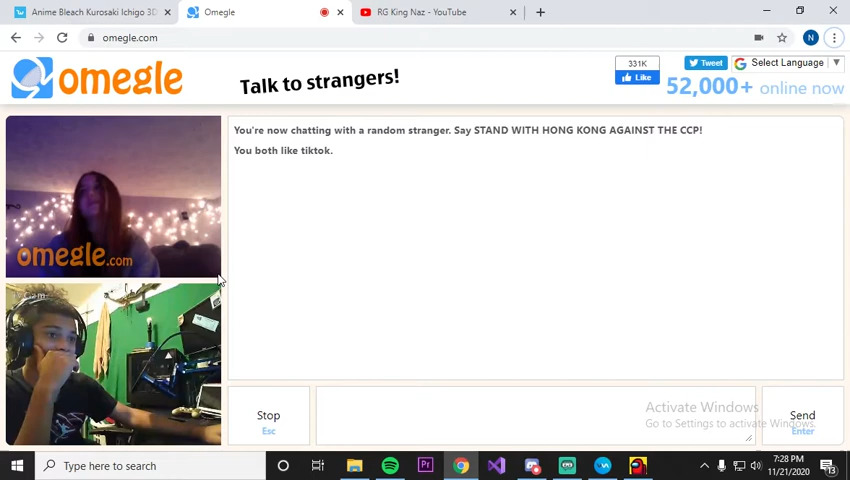 Anime Bleach Kurosaki Ichigo 3D
Omegle
RG King Naz - YouTube
omegle.com
N
omegle
Talk to strangers!
331K
Like
Tweet
Select Language
52,000+ online now
You're now chatting with a random stranger. Say STAND WITH HONG KONG AGAINST THE CCP!
You both like tiktok.
omegle.com
Stop
Esc
Send
Enter
Activate Windows
Go to Settings to activate Windows.
Type here to search
7:28 PM
11/21/2020
13